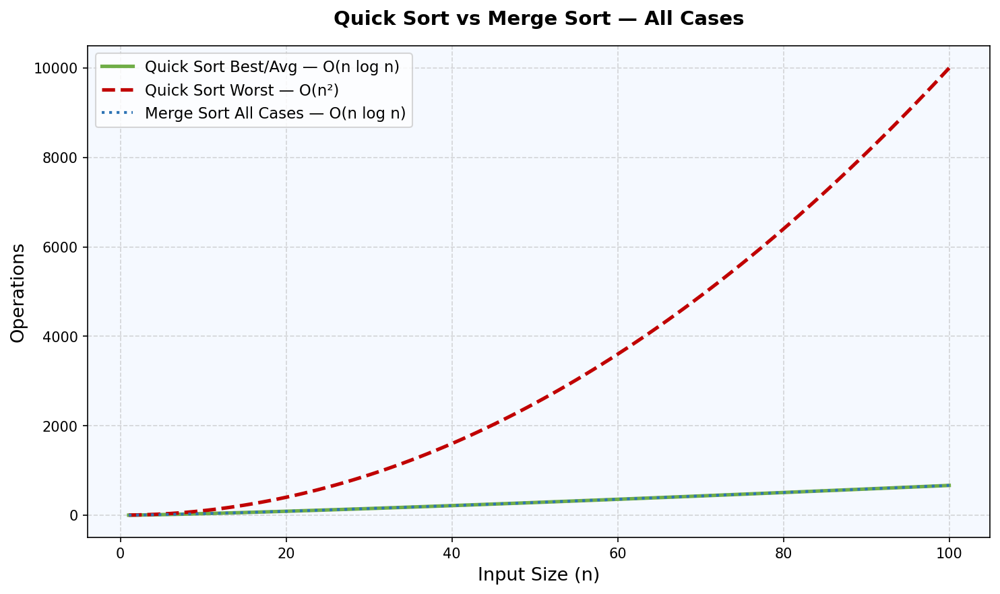 Quick Sort vs Merge Sort — All Cases
Quick Sort Best/Avg — O(n log n)
Quick Sort Worst — O(n²)
Merge Sort All Cases — O(n log n)
Operations
10000
8000
6000
4000
2000
0
0 20 40 60 80 100
Input Size (n)